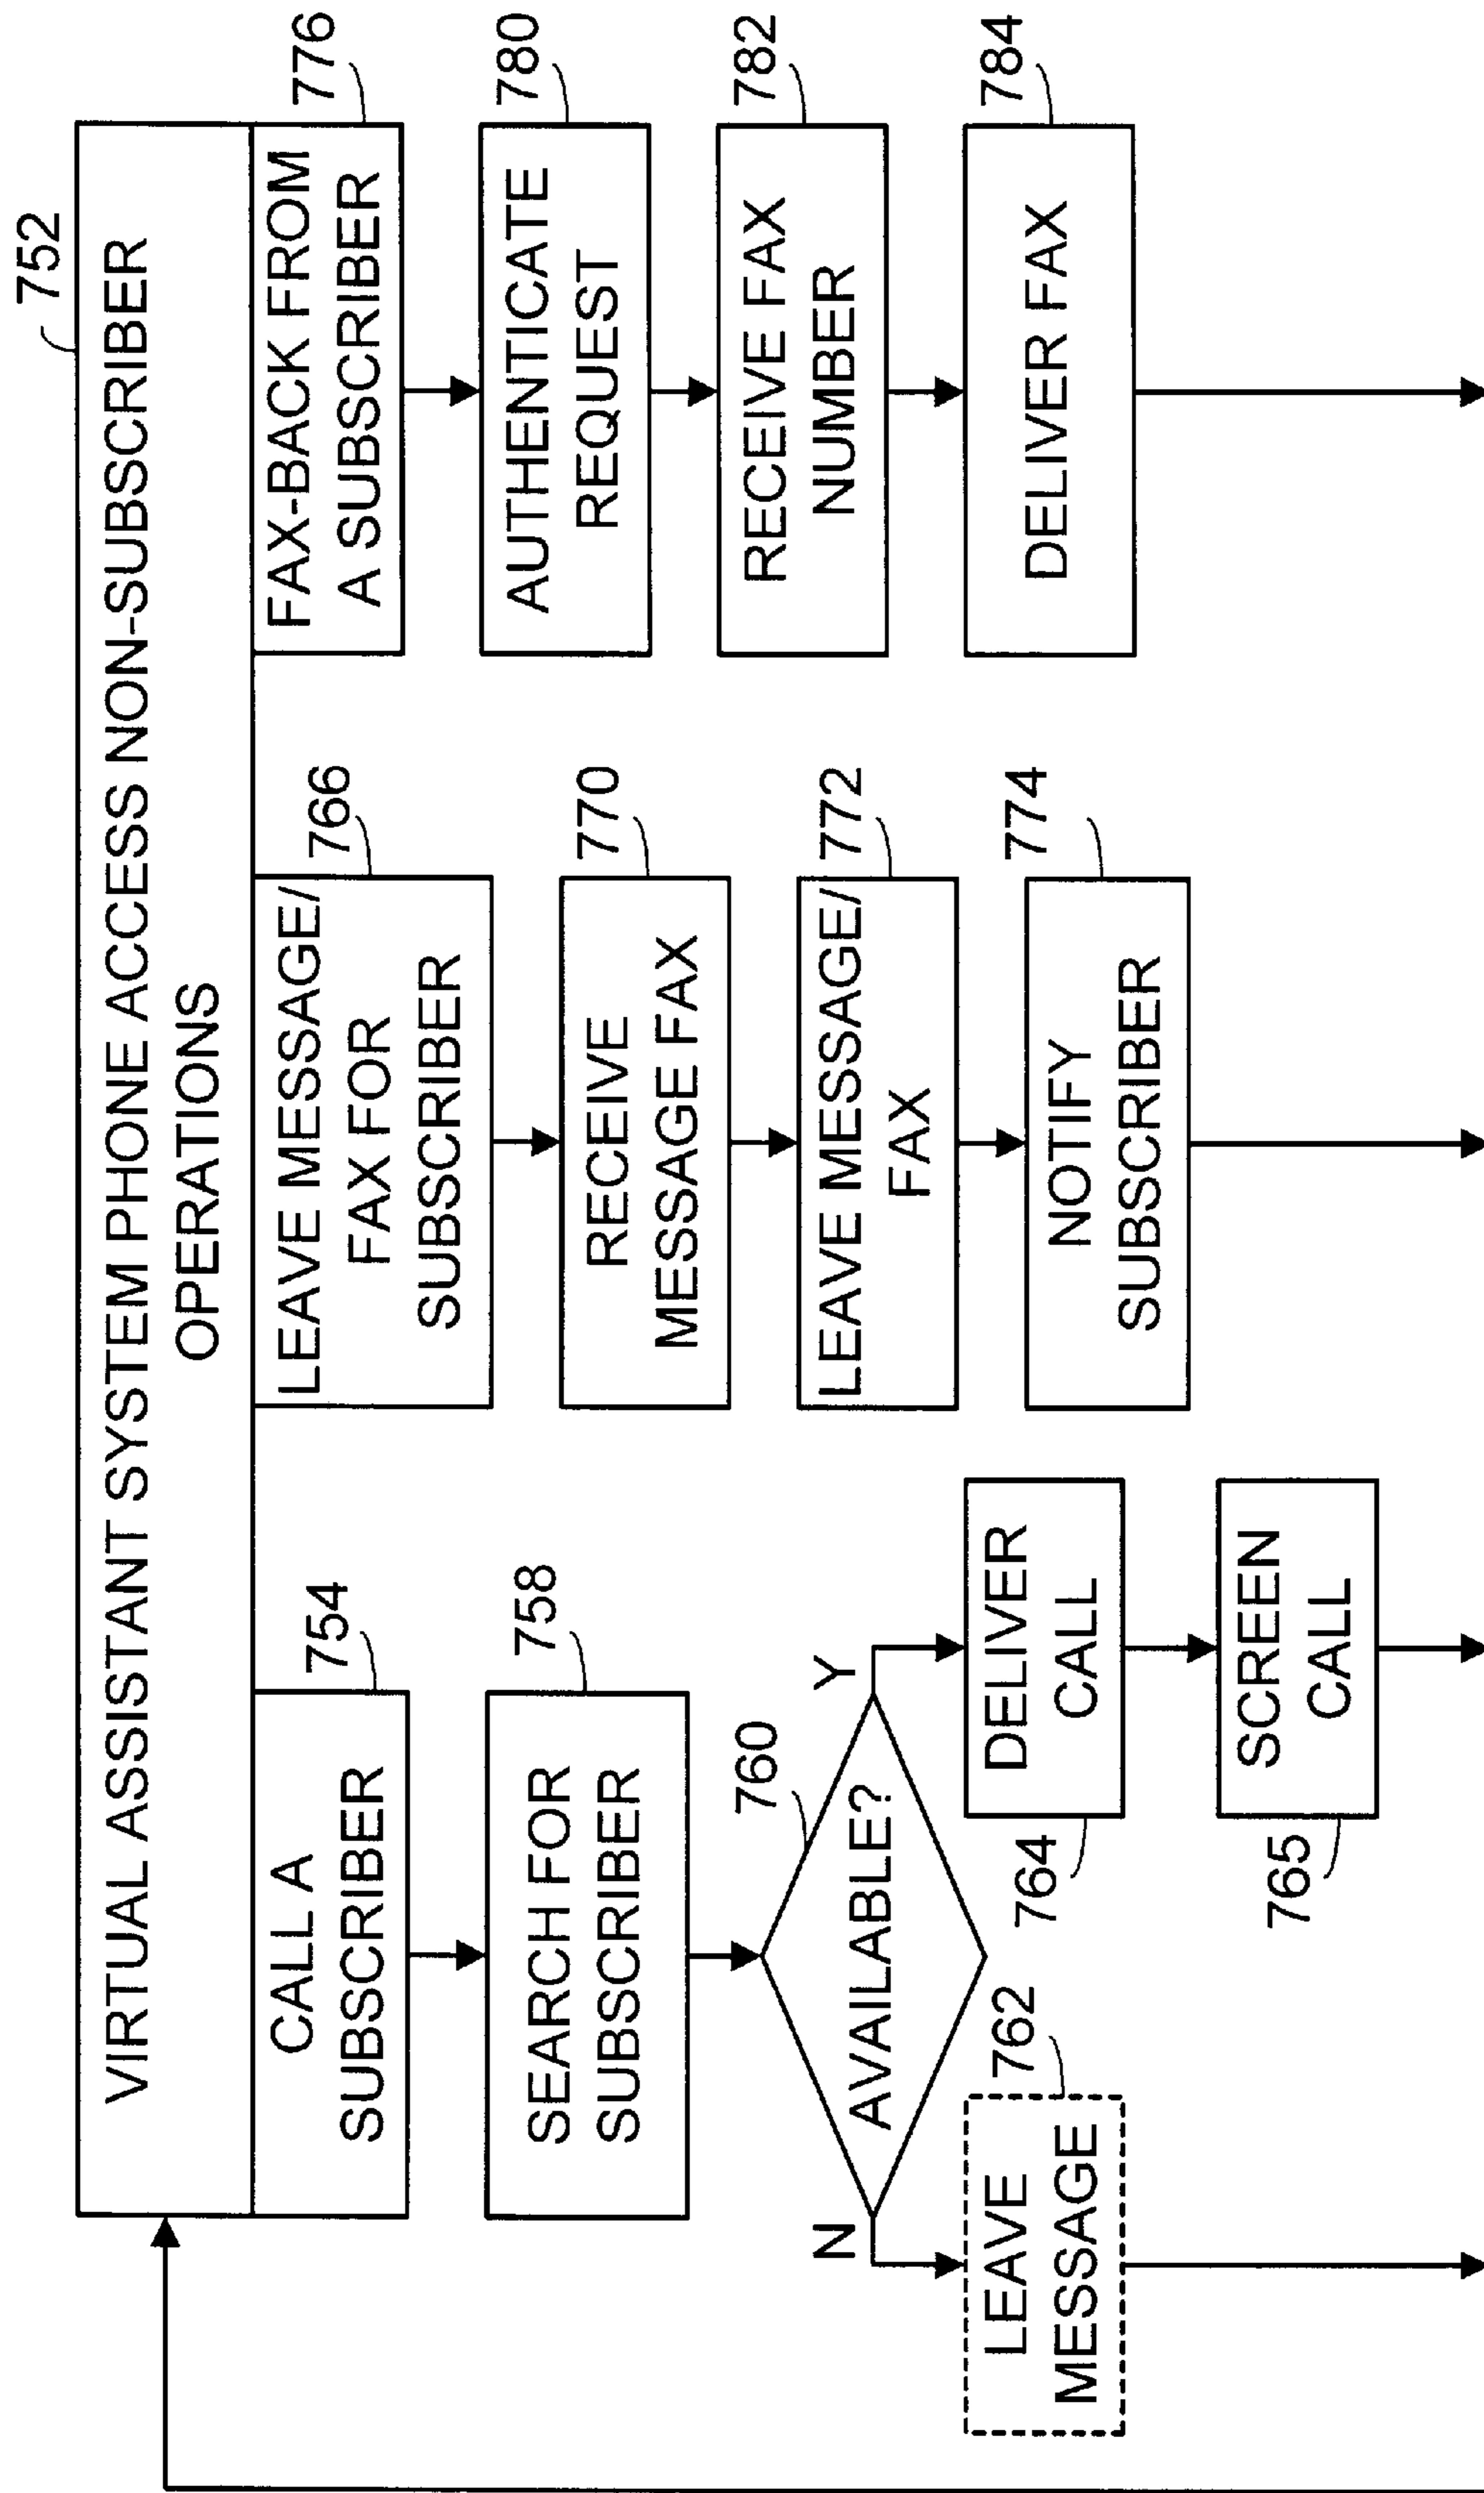 752
VIRTUAL ASSISTANT SYSTEM PHONE ACCESS NON-SUBSCRIBER
OPERATIONS
754
CALL A
SUBSCRIBER
758
SEARCH FOR
SUBSCRIBER
760
AVAILABLE?
N
Y
762
LEAVE
MESSAGE
764
DELIVER
CALL
765
SCREEN
CALL
766
LEAVE MESSAGE/
FAX FOR
SUBSCRIBER
770
RECEIVE
MESSAGE FAX
772
LEAVE MESSAGE/
FAX
774
NOTIFY
SUBSCRIBER
776
FAX-BACK FROM
A SUBSCRIBER
780
AUTHENTICATE
REQUEST
782
RECEIVE FAX
NUMBER
784
DELIVER FAX